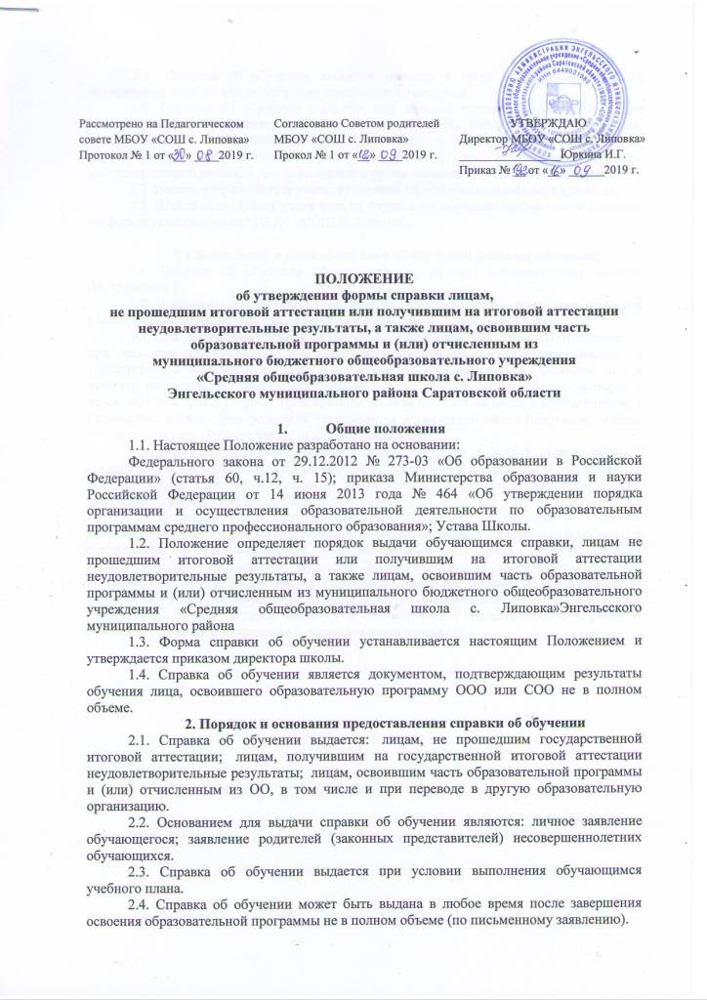 Рассмотрено на Педагогическом
совете МБОУ «СОШ с. Липовка»
Протокол № 1 от «30» 08 2019 г.
Согласовано Советом родителей
МБОУ «СОШ с. Липовка»
Прокол № 1 от «12» 09 2019 г.
УТВЕРЖДАЮ
Директор МБОУ «СОШ с. Липовка»
Юркина И.Г.
Приказ № от « » 09 2019 г.
ПОЛОЖЕНИЕ
об утверждении формы справки лицам,
не прошедшим итоговой аттестации или получившим на итоговой аттестации
неудовлетворительные результаты, а также лицам, освоившим часть
образовательной программы и (или) отчисленным из
муниципального бюджетного общеобразовательного учреждения
«Средняя общеобразовательная школа с. Липовка»
Энгельсского муниципального района Саратовской области
1. Общие положения
1.1. Настоящее Положение разработано на основании:
Федерального закона от 29.12.2012 № 273-03 «Об образовании в Российской
Федерации» (статья 60, ч.12, ч. 15); приказа Министерства образования и науки
Российской Федерации от 14 июня 2013 года № 464 «Об утверждении порядка
организации и осуществления образовательной деятельности по образовательным
программам среднего профессионального образования»; Устава Школы.
1.2. Положение определяет порядок выдачи обучающимся справки, лицам не
прошедшим итоговой аттестации или получившим на итоговой аттестации
неудовлетворительные результаты, а также лицам, освоившим часть образовательной
программы и (или) отчисленным из муниципального бюджетного общеобразовательного
учреждения «Средняя общеобразовательная школа с. Липовка»Энгельсского
муниципального района
1.3. Форма справки об обучении устанавливается настоящим Положением и
утверждается приказом директора школы.
1.4. Справка об обучении является документом, подтверждающим результаты
обучения лица, освоившего образовательную программу ООО или СОО не в полном
объеме.
2. Порядок и основания предоставления справки об обучении
2.1. Справка об обучении выдается: лицам, не прошедшим государственной
итоговой аттестации; лицам, получившим на государственной итоговой аттестации
неудовлетворительные результаты; лицам, освоившим часть образовательной программы
и (или) отчисленным из ОО, в том числе и при переводе в другую образовательную
организацию.
2.2. Основанием для выдачи справки об обучении являются: личное заявление
обучающегося; заявление родителей (законных представителей) несовершеннолетних
обучающихся.
2.3. Справка об обучении выдается при условии выполнения обучающимся
учебного плана.
2.4. Справка об обучении может быть выдана в любое время после завершения
освоения образовательной программы не в полном объеме (по письменному заявлению).